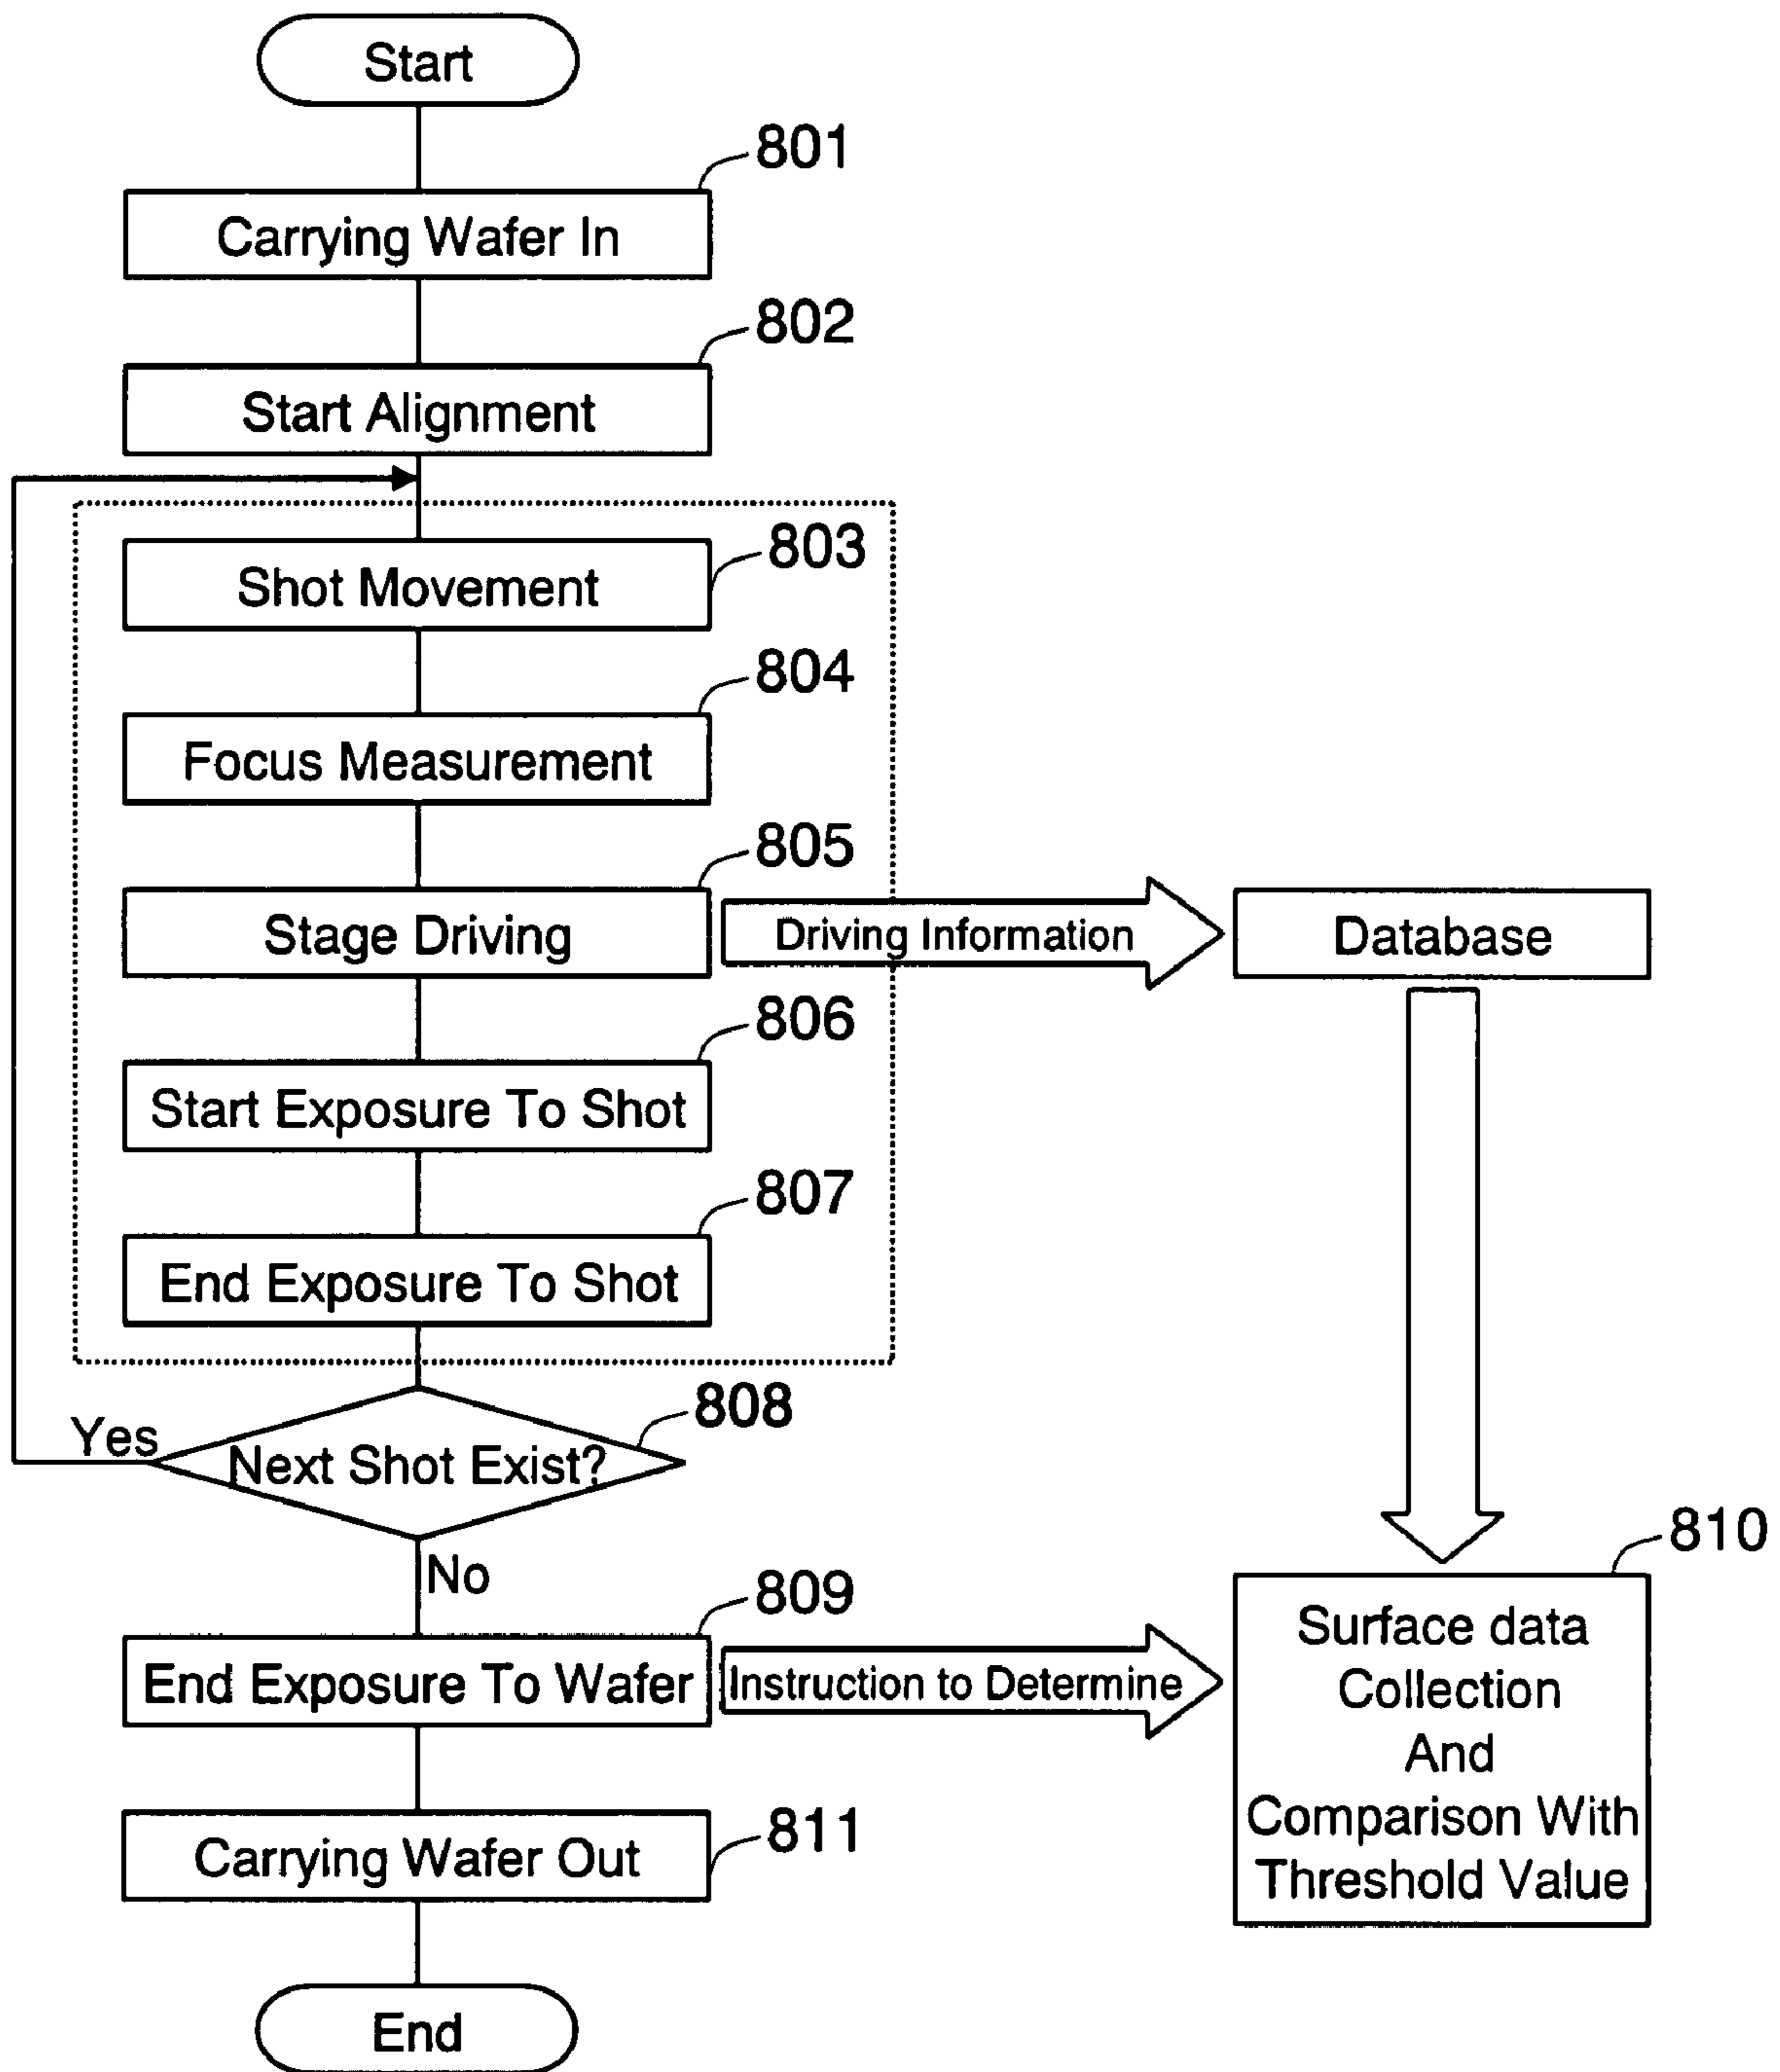 Start
801
Carrying Wafer In
802
Start Alignment
803
Shot Movement
804
Focus Measurement
805
Stage Driving
Driving Information
Database
806
Start Exposure To Shot
807
End Exposure To Shot
808
Yes
Next Shot Exist?
No
809
End Exposure To Wafer
Instruction to Determine
810
Surface data
Collection
And
Comparison With
Threshold Value
811
Carrying Wafer Out
End